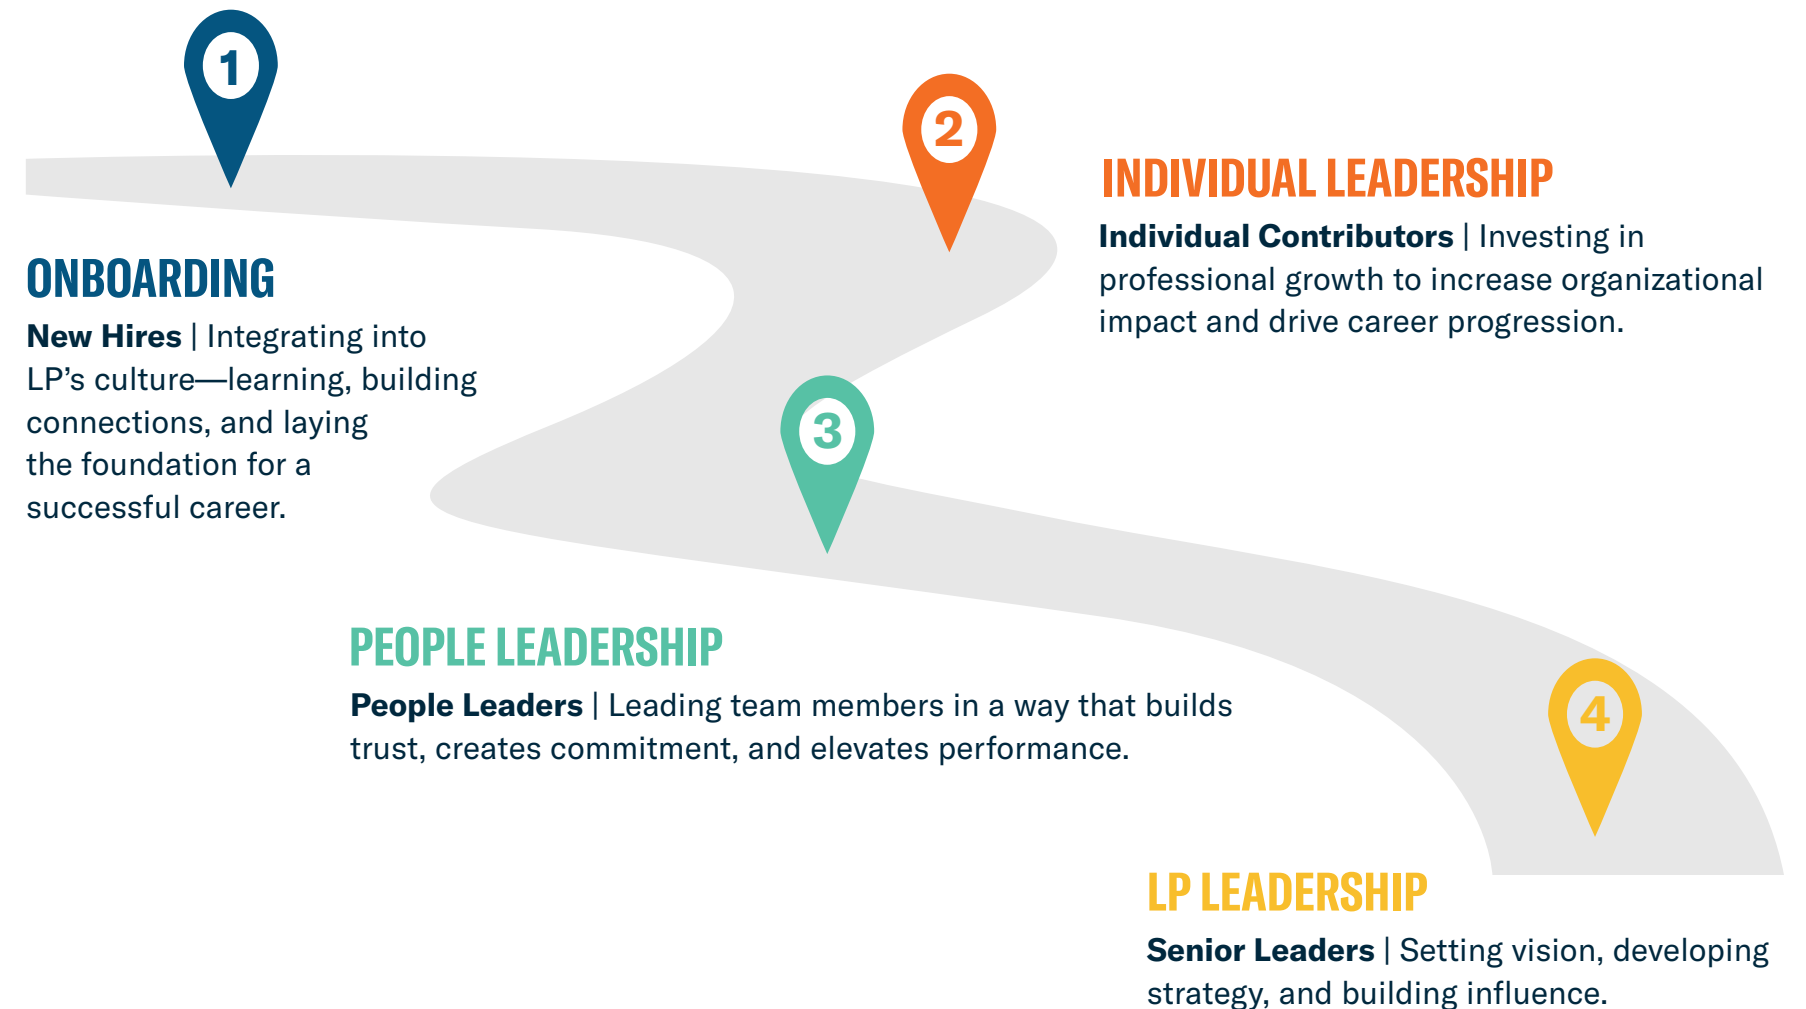 1
ONBOARDING
New Hires | Integrating into
LP’s culture—learning, building
connections, and laying
the foundation for a
successful career.
2
INDIVIDUAL LEADERSHIP
Individual Contributors | Investing in
professional growth to increase organizational
impact and drive career progression.
3
PEOPLE LEADERSHIP
People Leaders | Leading team members in a way that builds
trust, creates commitment, and elevates performance.
4
LP LEADERSHIP
Senior Leaders | Setting vision, developing
strategy, and building influence.